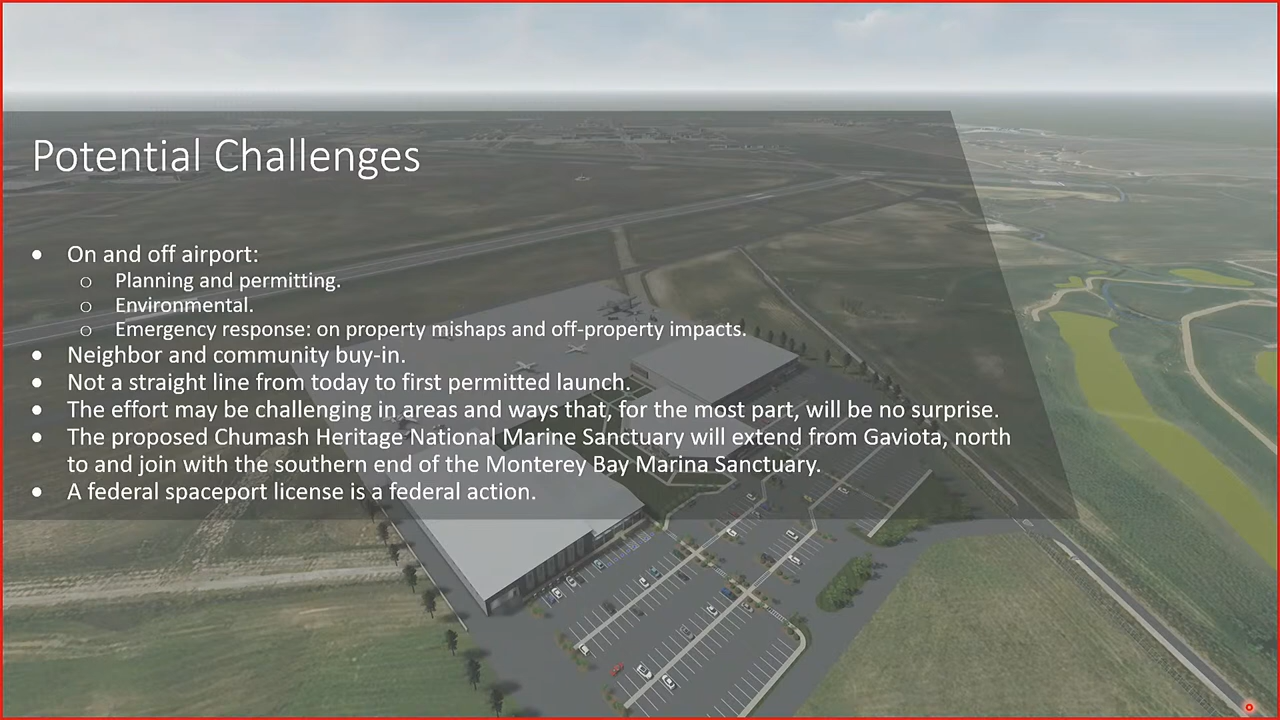 Potential Challenges
• On and off airport:
o Planning and permitting.
o Environmental.
o Emergency response: on property mishaps and off-property impacts.
• Neighbor and community buy-in.
• Not a straight line from today to first permitted launch.
• The effort may be challenging in areas and ways that, for the most part, will be no surprise.
• The proposed Chumash Heritage National Marine Sanctuary will extend from Gaviota, north
to and join with the southern end of the Monterey Bay Marina Sanctuary.
• A federal spaceport license is a federal action.